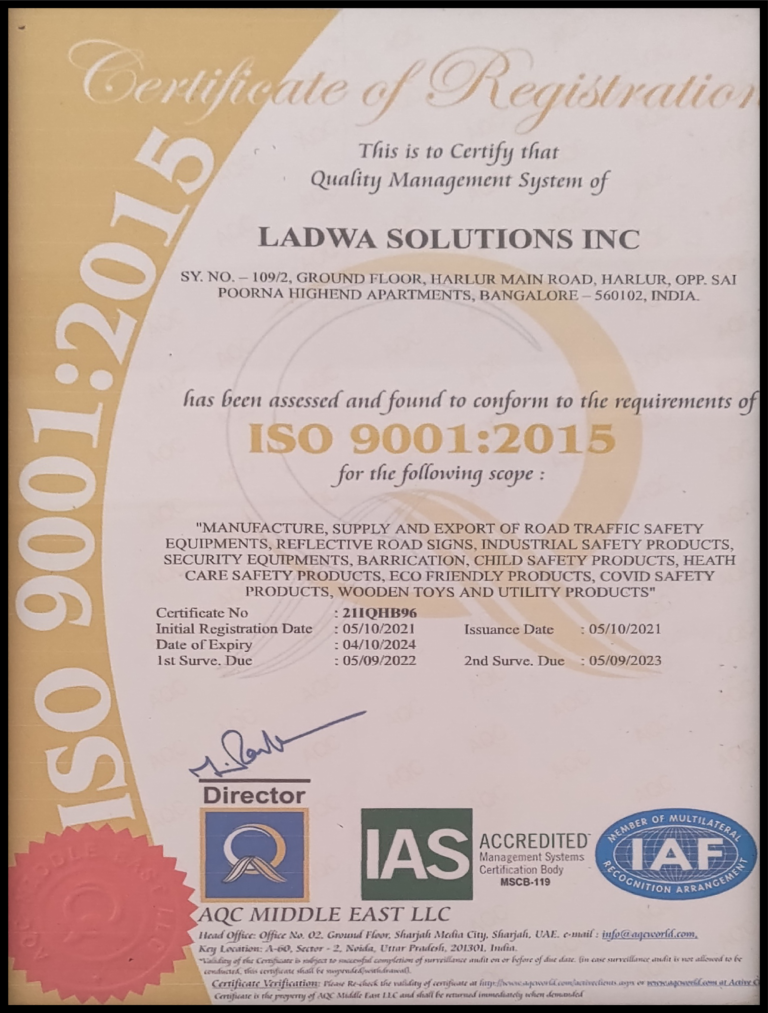 Certificate of Registration
This is to Certify that
Quality Management System of
LADWA SOLUTIONS INC
SY. NO. – 109/2, GROUND FLOOR, HARLUR MAIN ROAD, HARLUR, OPP. SAI
POORNA HIGHEND APARTMENTS, BANGALORE – 560102, INDIA.
has been assessed and found to conform to the requirements of
ISO 9001:2015
for the following scope :
"MANUFACTURE, SUPPLY AND EXPORT OF ROAD TRAFFIC SAFETY
EQUIPMENTS, REFLECTIVE ROAD SIGNS, INDUSTRIAL SAFETY PRODUCTS,
SECURITY EQUIPMENTS, BARRICATION, CHILD SAFETY PRODUCTS, HEATH
CARE SAFETY PRODUCTS, ECO FRIENDLY PRODUCTS, COVID SAFETY
PRODUCTS, WOODEN TOYS AND UTILITY PRODUCTS"
Certificate No : 21IQHB96
Initial Registration Date : 05/10/2021 Issuance Date : 05/10/2021
Date of Expiry : 04/10/2024
1st Surve. Due : 05/09/2022 2nd Surve. Due : 05/09/2023
ISO 9001:2015
Director
IAS
ACCREDITED
Management Systems
Certification Body
MSCB-119
MEMBER OF MULTILATERAL
IAF
RECOGNITION ARRANGEMENT
AQC MIDDLE EAST LLC
Head Office: Office No. 02, Ground Floor, Sharjah Media City, Sharjah, UAE. e-mail : info@aqcworld.com,
Key Location: A-60, Sector - 2, Noida, Uttar Pradesh, 201301, India.
*Validity of the Certificate is subject to successful completion of surveillance audit on or before of due date. (in case surveillance audit is not allowed to be
conducted, this certificate shall be suspended/withdrawal).
Certificate Verification: Please Re-check the validity of certificate at http://www.aqcworld.com/activeclients.aspx or www.aqcworld.com at Active C
Certificate is the property of AQC Middle East LLC and shall be returned immediately when demanded